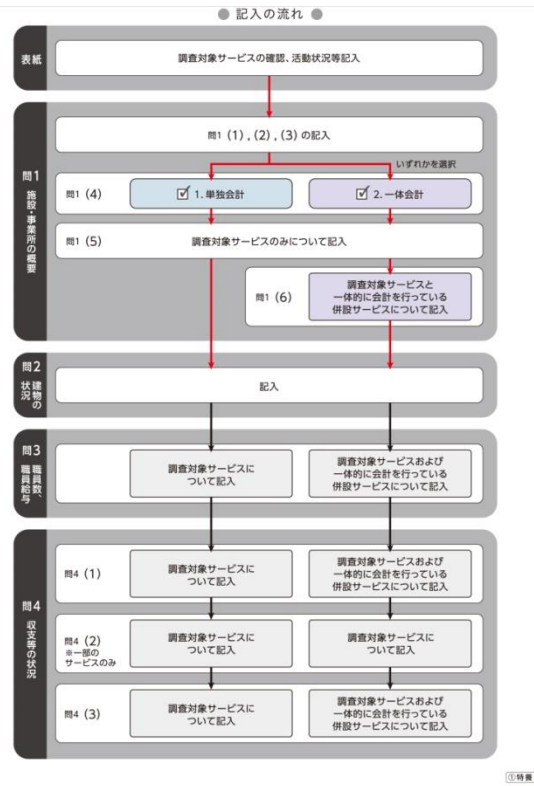 ● 記入の流れ ●
表紙
調査対象サービスの確認、活動状況等記入
問1
施設・事業所の概要
問1 (1) , (2) , (3) の記入
いずれかを選択
問1 (4)
1. 単独会計
2. 一体会計
問1 (5)
調査対象サービスのみについて記入
問1 (6)
調査対象サービスと
一体的に会計を行っている
併設サービスについて記入
問2
建物の
状況
記入
問3
職員数、
職員給与
調査対象サービスに
ついて記入
調査対象サービスおよび
一体的に会計を行っている
併設サービスについて記入
問4
収支等の状況
問4 (1)
調査対象サービスに
ついて記入
調査対象サービスおよび
一体的に会計を行っている
併設サービスについて記入
問4 (2)
※一部の
サービスのみ
調査対象サービスに
ついて記入
調査対象サービスに
ついて記入
問4 (3)
調査対象サービスに
ついて記入
調査対象サービスおよび
一体的に会計を行っている
併設サービスについて記入
①特養